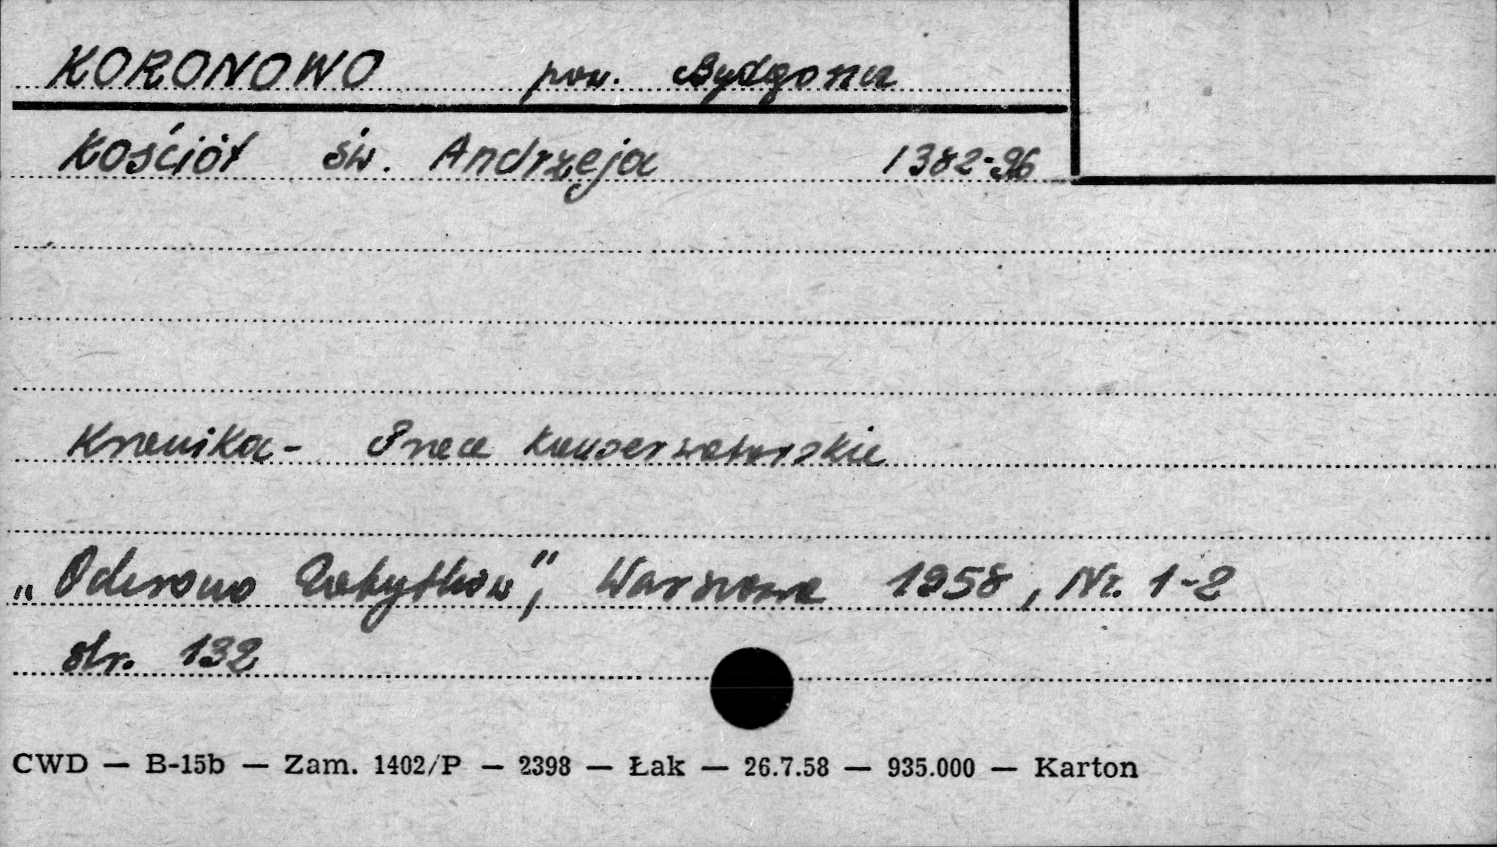 KORONOWO pow. Bydgoszcz
Kościół św. Andrzeja 1382-96
Kronika - Prace konserwatorskie
„Ochrona Zabytków”, Warszawa 1958, Nr. 1-2
str. 132
CWD — B-15b — Zam. 1402/P — 2398 — Łak — 26.7.58 — 935.000 — Karton